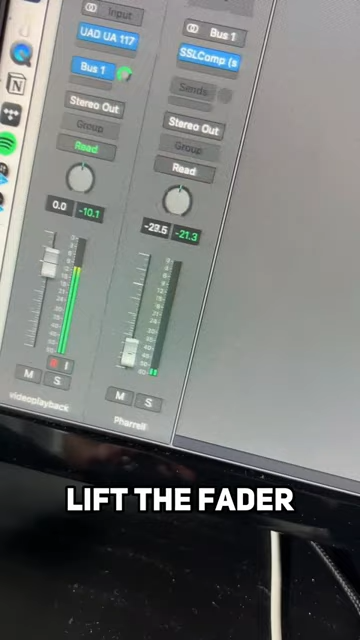 Input
UAD UA 117
Bus 1
Stereo Out
Group
Read
0.0 -10.1
R I
M S
videoplayback
Bus 1
SSLComp (s
Sends
Stereo Out
Group
Read
-29.5 -21.3
M S
Pharrell
LIFT THE FADER